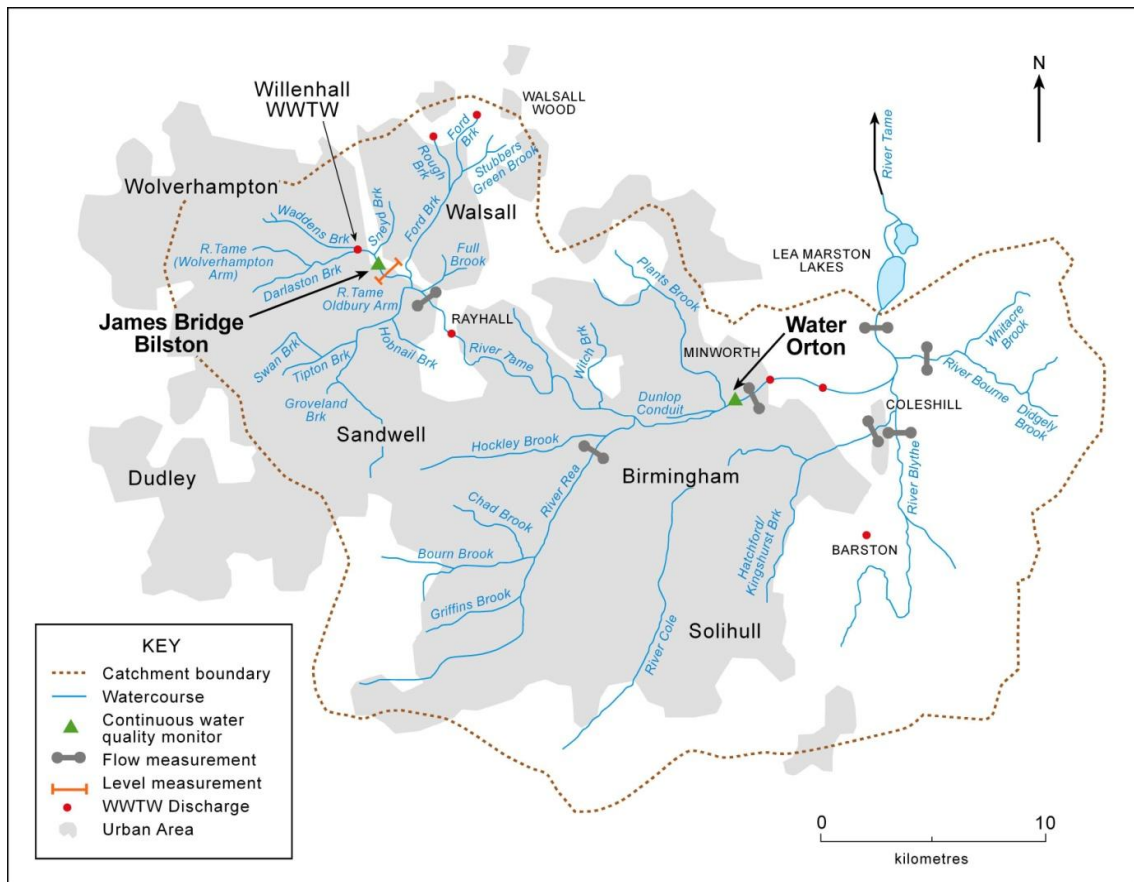 N
Willenhall
WWTW
WALSALL
WOOD
Ford
Brk
Rough
Brk
Stubbers
Green Brook
River Tame
Wolverhampton
Waddens Brk
Sneyd Brk
Ford Brk
Walsall
R.Tame
(Wolverhampton
Arm)
Darlaston Brk
Full
Brook
R.Tame
Oldbury Arm
James Bridge
Bilston
Plants Brook
LEA MARSTON
LAKES
RAYHALL
Swan Brk
Tipton Brk
Hobnail Brk
River Tame
Witch Brk
MINWORTH
Water
Orton
Whitacre
Brook
River Bourne
Didgely
Brook
Groveland
Brk
Dunlop
Conduit
COLESHILL
Sandwell
Hockley Brook
River Rea
Birmingham
River Blythe
Dudley
Chad Brook
Bourn Brook
Griffins Brook
Hatchford/
Kingshurst Brk
BARSTON
River Cole
Solihull
KEY
Catchment boundary
Watercourse
Continuous water
quality monitor
Flow measurement
Level measurement
WWTW Discharge
Urban Area
0
10
kilometres